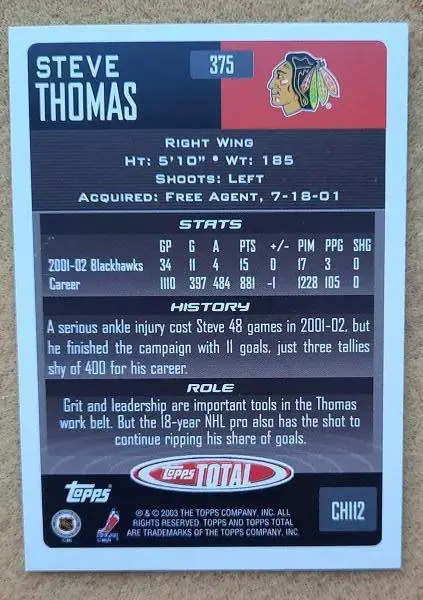 STEVE
THOMAS
375
RIGHT WING
HT: 5'10" • WT: 185
SHOOTS: LEFT
ACQUIRED: FREE AGENT, 7-18-01
STATS
GP G A PTS +/- PIM PPG SHG
2001-02 Blackhawks 34 11 4 15 0 17 3 0
Career 1110 397 484 881 -1 1228 105 0
HISTORY
A serious ankle injury cost Steve 48 games in 2001-02, but
he finished the campaign with 11 goals, just three tallies
shy of 400 for his career.
ROLE
Grit and leadership are important tools in the Thomas
work belt. But the 18-year NHL pro also has the shot to
continue ripping his share of goals.
Topps TOTAL
Topps
CH112
® & © 2003 THE TOPPS COMPANY, INC. ALL
RIGHTS RESERVED. TOPPS AND TOPPS TOTAL
ARE TRADEMARKS OF THE TOPPS COMPANY, INC.